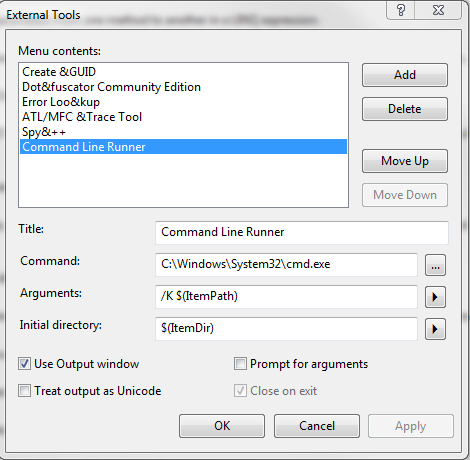 External Tools
Menu contents:
Create &GUID
Dot&fuscator Community Edition
Error Loo&kup
ATL/MFC &Trace Tool
Spy&++
Command Line Runner
Add
Delete
Move Up
Move Down
Title:
Command Line Runner
Command:
C:\Windows\System32\cmd.exe
...
Arguments:
/K $(ItemPath)
Initial directory:
$(ItemDir)
Use Output window
Prompt for arguments
Treat output as Unicode
Close on exit
OK
Cancel
Apply